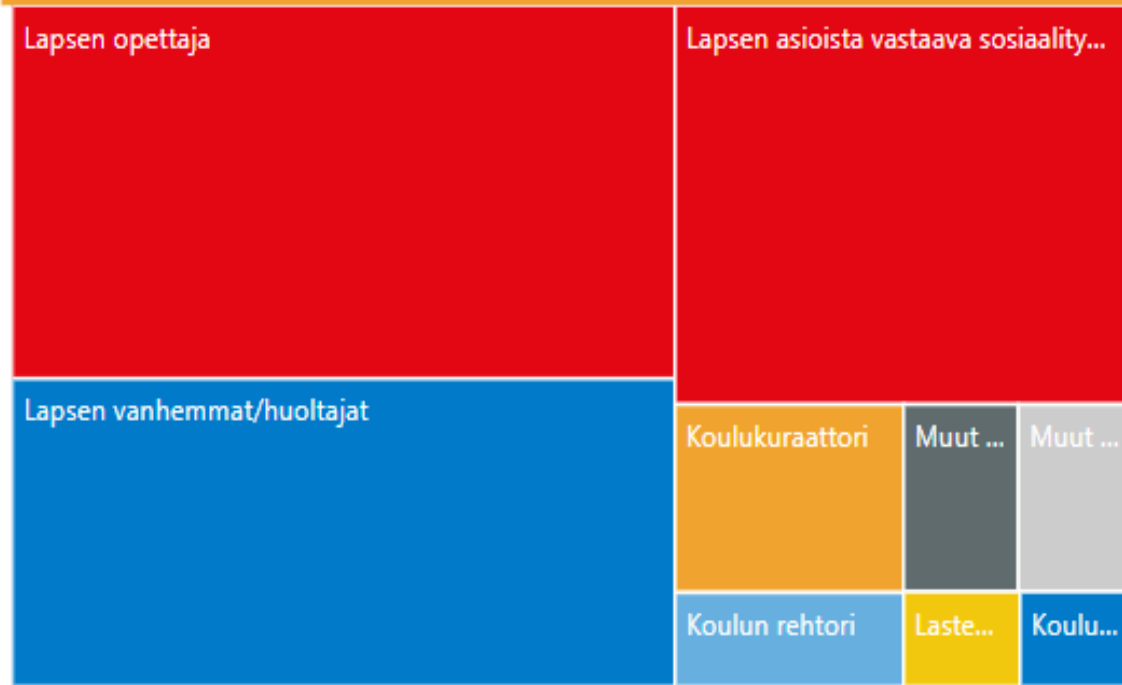 Lapsen opettaja
Lapsen asioista vastaava sosiaality...
Lapsen vanhemmat/huoltajat
Koulukuraattori
Muut ...
Muut ...
Koulun rehtori
Laste...
Koulu...